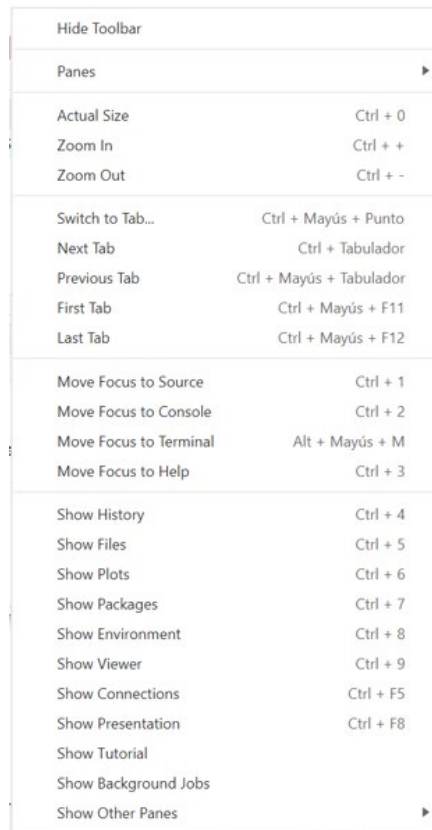 Hide Toolbar
Panes
Actual Size Ctrl + 0
Zoom In Ctrl + +
Zoom Out Ctrl + -
Switch to Tab... Ctrl + Mayús + Punto
Next Tab Ctrl + Tabulador
Previous Tab Ctrl + Mayús + Tabulador
First Tab Ctrl + Mayús + F11
Last Tab Ctrl + Mayús + F12
Move Focus to Source Ctrl + 1
Move Focus to Console Ctrl + 2
Move Focus to Terminal Alt + Mayús + M
Move Focus to Help Ctrl + 3
Show History Ctrl + 4
Show Files Ctrl + 5
Show Plots Ctrl + 6
Show Packages Ctrl + 7
Show Environment Ctrl + 8
Show Viewer Ctrl + 9
Show Connections Ctrl + F5
Show Presentation Ctrl + F8
Show Tutorial
Show Background Jobs
Show Other Panes